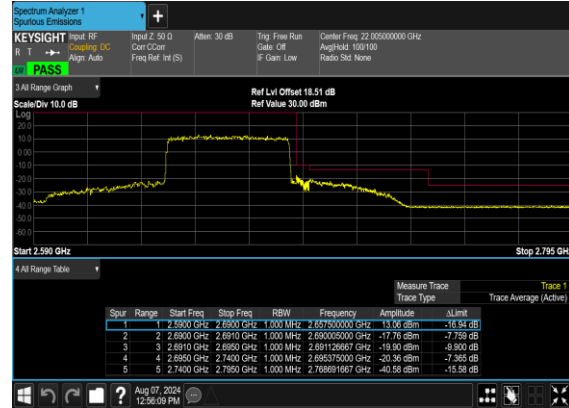 Spectrum Analyzer 1
Spurious Emissions
+
KEYSIGHT Input: RF Input Z: 50 Ω Atten: 30 dB Trig: Free Run Center Freq: 22.005000000 GHz
R T Coupling: DC Corr CCorr Gate: Off Avg|Hold: 100/100
Align: Auto Freq Ref: Int (S) IF Gain: Low Radio Std: None
PASS
3 All Range Graph
Ref Lvl Offset 18.51 dB
Scale/Div 10.0 dB Ref Value 30.00 dBm
Log
20.0
10.0
0.00
-10.0
-20.0
-30.0
-40.0
-50.0
-60.0
Start 2.590 GHz Stop 2.795 GHz
4 All Range Table
Measure Trace Trace 1
Trace Type Trace Average (Active)
Spur Range Start Freq Stop Freq RBW Frequency Amplitude ΔLimit
1 1 2.5900 GHz 2.6900 GHz 1.000 MHz 2.657500000 GHz 13.06 dBm -16.94 dB
2 2 2.6900 GHz 2.6910 GHz 1.000 MHz 2.690005000 GHz -17.76 dBm -7.759 dB
3 3 2.6910 GHz 2.6950 GHz 1.000 MHz 2.691126667 GHz -19.90 dBm -9.900 dB
4 4 2.6950 GHz 2.7400 GHz 1.000 MHz 2.695375000 GHz -20.36 dBm -7.365 dB
5 5 2.7400 GHz 2.7950 GHz 1.000 MHz 2.768691667 GHz -40.58 dBm -15.58 dB
?
Aug 07, 2024
12:56:09 PM